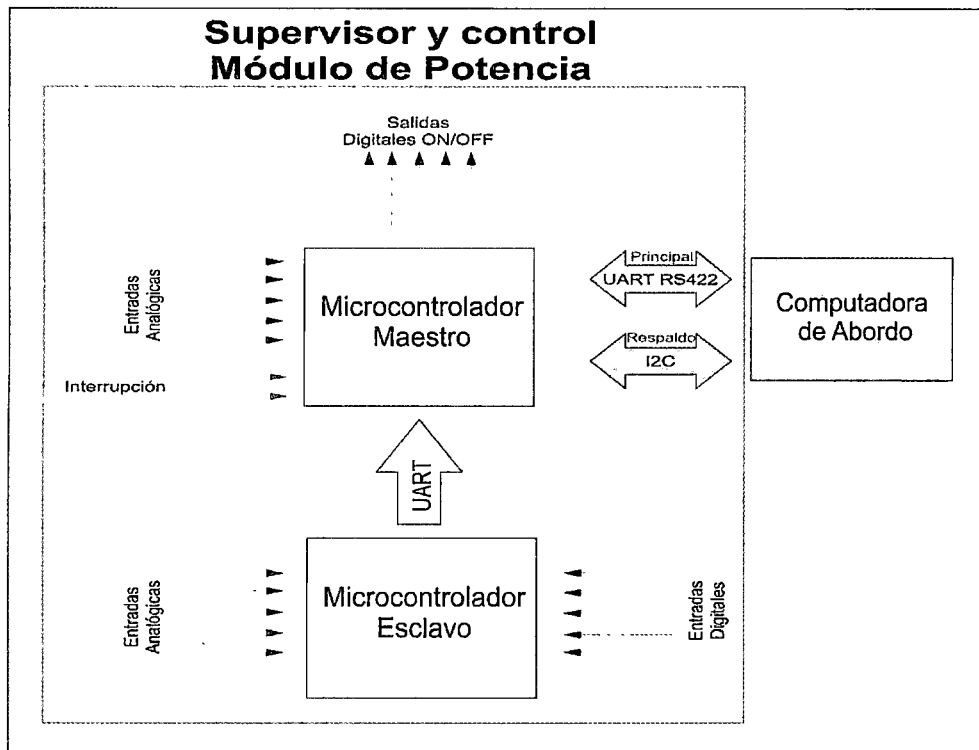 Supervisor y control
Módulo de Potencia
Salidas
Digitales ON/OFF
Entradas
Analógicas
Interrupción
Microcontrolador
Maestro
Principal
UART RS422
Respaldo
I2C
Computadora
de Abordo
UART
Entradas
Analógicas
Microcontrolador
Esclavo
Entradas
Digitales